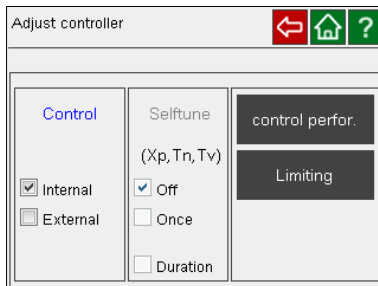 Adjust controller
?
Control
Internal
External
Selftune
(Xp,Tn,Tv)
Off
Once
Duration
control perfor.
Limiting